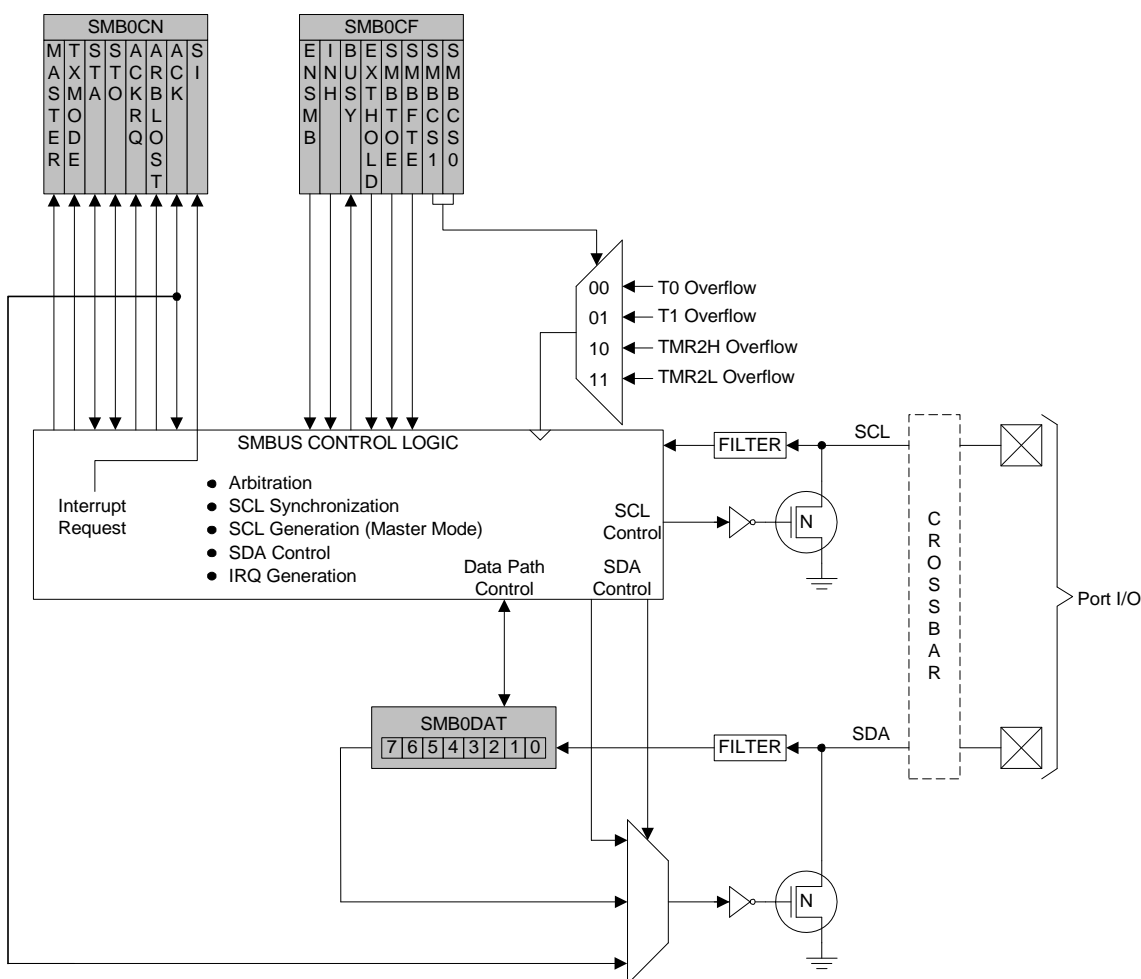 SMB0CN
SMB0CF
MASTER
TXMODE
STA
STO
ACKRQ
ARBLOST
ACK
SI
ENSMB
INH
BUSY
EXTHOLD
SMBTOE
SMBFTE
SMBCS1
SMBCS0
00
T0 Overflow
01
T1 Overflow
10
TMR2H Overflow
11
TMR2L Overflow
SMBUS CONTROL LOGIC
Interrupt
Request
● Arbitration
● SCL Synchronization
● SCL Generation (Master Mode)
● SDA Control
● IRQ Generation
SCL
Control
Data Path
Control
SDA
Control
FILTER
SCL
N
CROSSBAR
Port I/O
SMB0DAT
7 6 5 4 3 2 1 0
FILTER
SDA
N